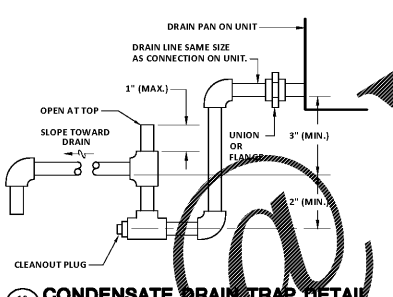 DRAIN PAN ON UNIT
DRAIN LINE SAME SIZE
AS CONNECTION ON UNIT.
1" (MAX.)
OPEN AT TOP
SLOPE TOWARD
DRAIN
UNION
OR
FLANGE
3" (MIN.)
2" (MIN.)
CLEANOUT PLUG
CONDENSATE DRAIN TRAP DETAIL